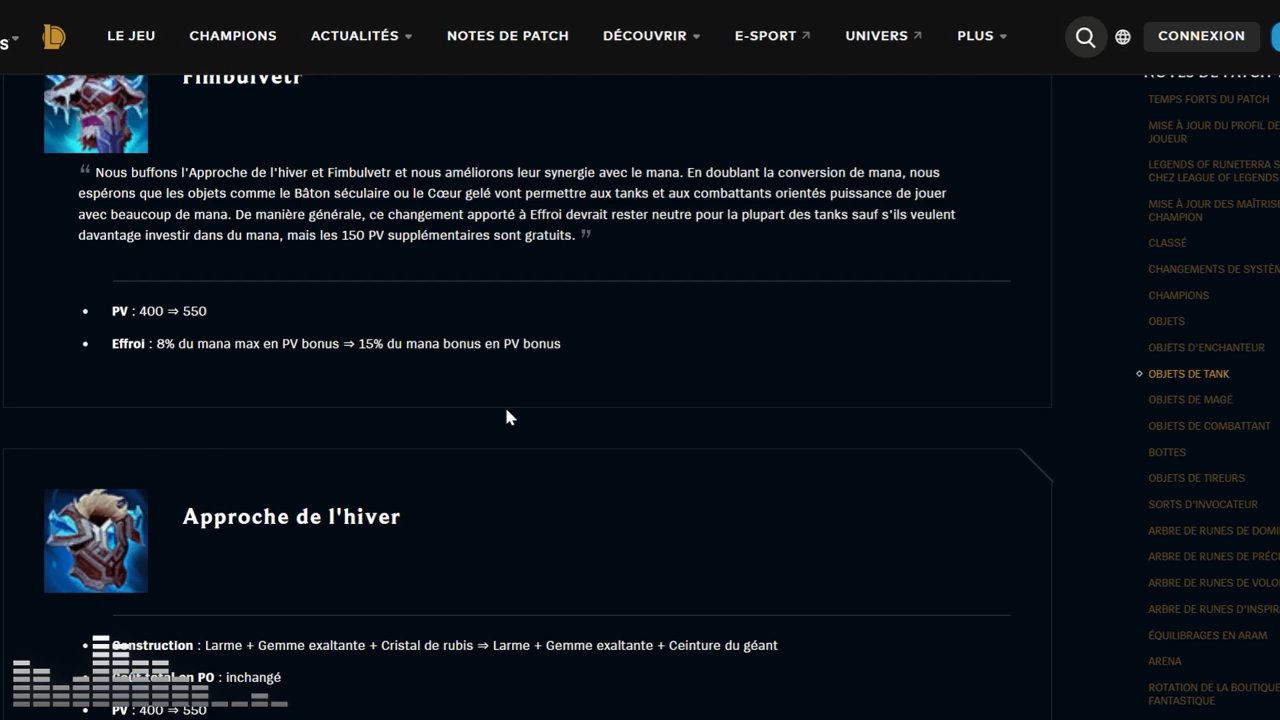 S
LE JEU
CHAMPIONS
ACTUALITÉS
NOTES DE PATCH
DÉCOUVRIR
E-SPORT
UNIVERS
PLUS
CONNEXION
Fimbulvetr
“ Nous buffons l'Approche de l'hiver et Fimbulvetr et nous améliorons leur synergie avec le mana. En doublant la conversion de mana, nous
espérons que les objets comme le Bâton séculaire ou le Cœur gelé vont permettre aux tanks et aux combattants orientés puissance de jouer
avec beaucoup de mana. De manière générale, ce changement apporté à Effroi devrait rester neutre pour la plupart des tanks sauf s'ils veulent
davantage investir dans du mana, mais les 150 PV supplémentaires sont gratuits. ”
• PV : 400 ⇒ 550
• Effroi : 8% du mana max en PV bonus ⇒ 15% du mana bonus en PV bonus
Approche de l'hiver
• Construction : Larme + Gemme exaltante + Cristal de rubis ⇒ Larme + Gemme exaltante + Ceinture du géant
• Coût total en PO : inchangé
• PV : 400 ⇒ 550
NOTES DE PATCH
TEMPS FORTS DU PATCH
MISE À JOUR DU PROFIL DE
JOUEUR
LEGENDS OF RUNETERRA S
CHEZ LEAGUE OF LEGENDS
MISE À JOUR DES MAÎTRIS
CHAMPION
CLASSÉ
CHANGEMENTS DE SYSTÈM
CHAMPIONS
OBJETS
OBJETS D'ENCHANTEUR
OBJETS DE TANK
OBJETS DE MAGE
OBJETS DE COMBATTANT
BOTTES
OBJETS DE TIREURS
SORTS D'INVOCATEUR
ARBRE DE RUNES DE DOMI
ARBRE DE RUNES DE PRÉCI
ARBRE DE RUNES DE VOLO
ARBRE DE RUNES D'INSPIR
ÉQUILIBRAGES EN ARAM
ARENA
ROTATION DE LA BOUTIQUE
FANTASTIQUE